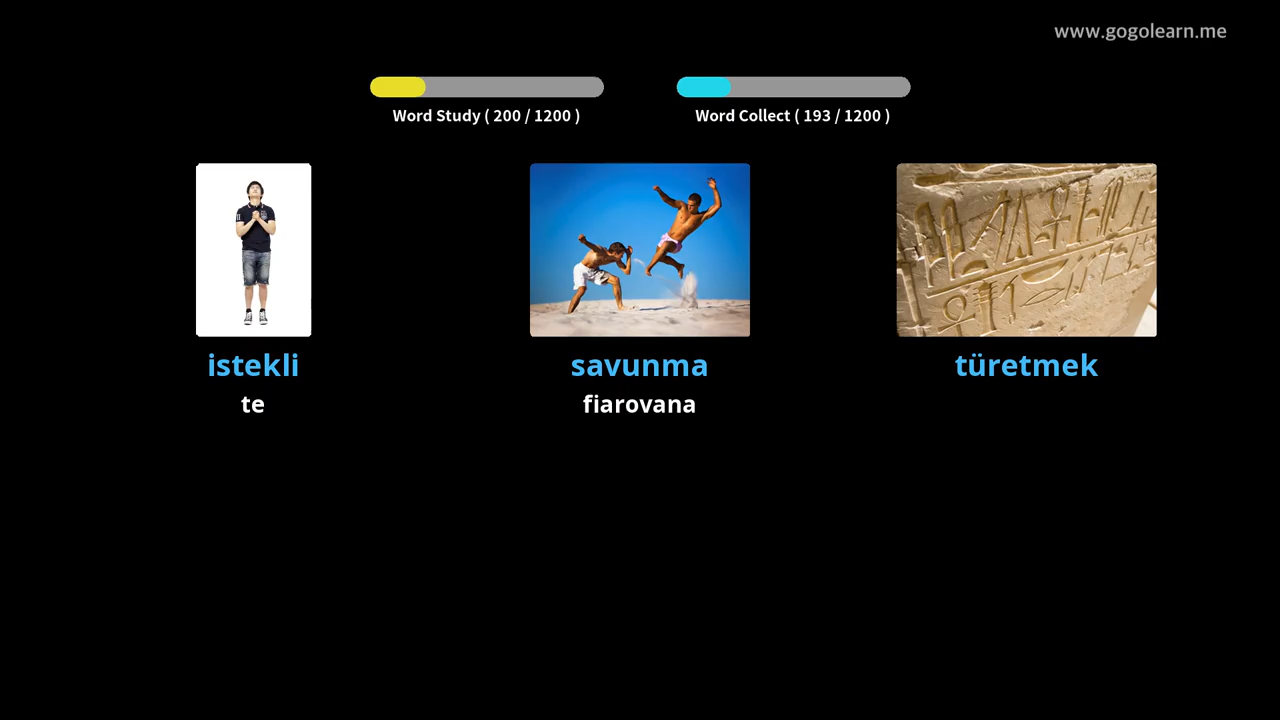 www.gogolearn.me
Word Study ( 200 / 1200 )
Word Collect ( 193 / 1200 )
istekli
te
savunma
fiarovana
türetmek